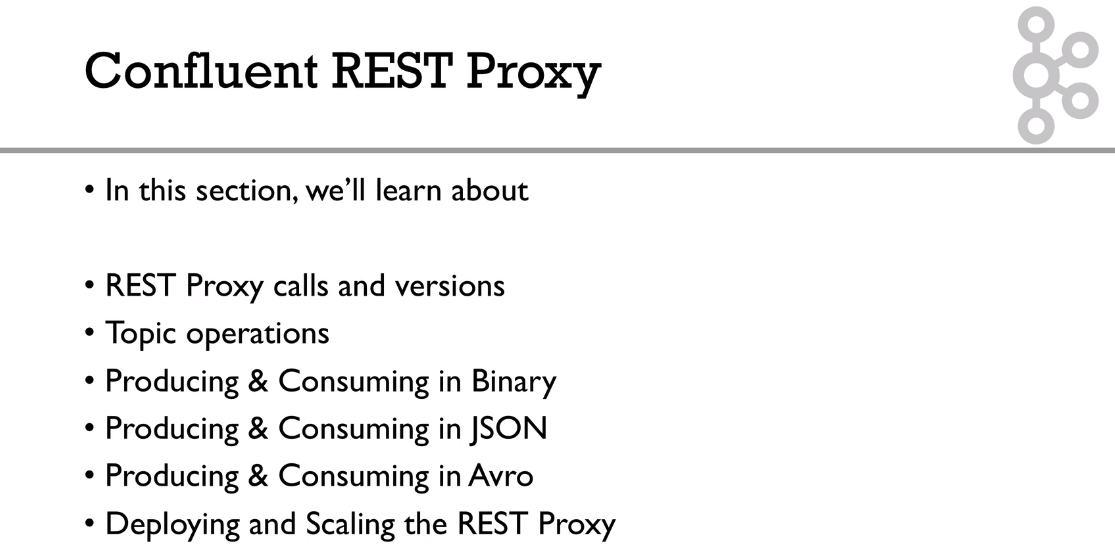 Confluent REST Proxy
• In this section, we’ll learn about
• REST Proxy calls and versions
• Topic operations
• Producing & Consuming in Binary
• Producing & Consuming in JSON
• Producing & Consuming in Avro
• Deploying and Scaling the REST Proxy